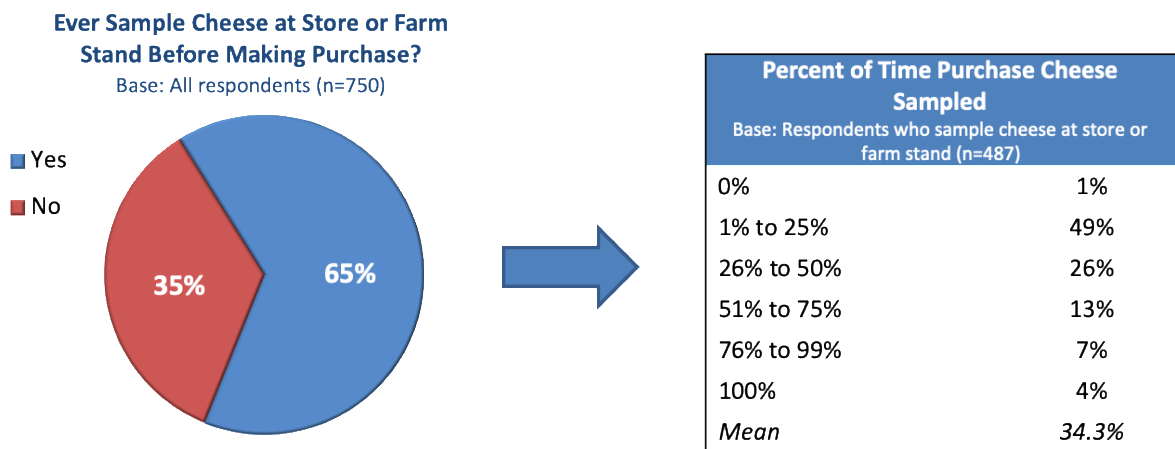 Ever Sample Cheese at Store or Farm
Stand Before Making Purchase?
Base: All respondents (n=750)
Yes
No
35%
65%
Percent of Time Purchase Cheese
Sampled
Base: Respondents who sample cheese at store or
farm stand (n=487)
0% 1%
1% to 25% 49%
26% to 50% 26%
51% to 75% 13%
76% to 99% 7%
100% 4%
Mean 34.3%